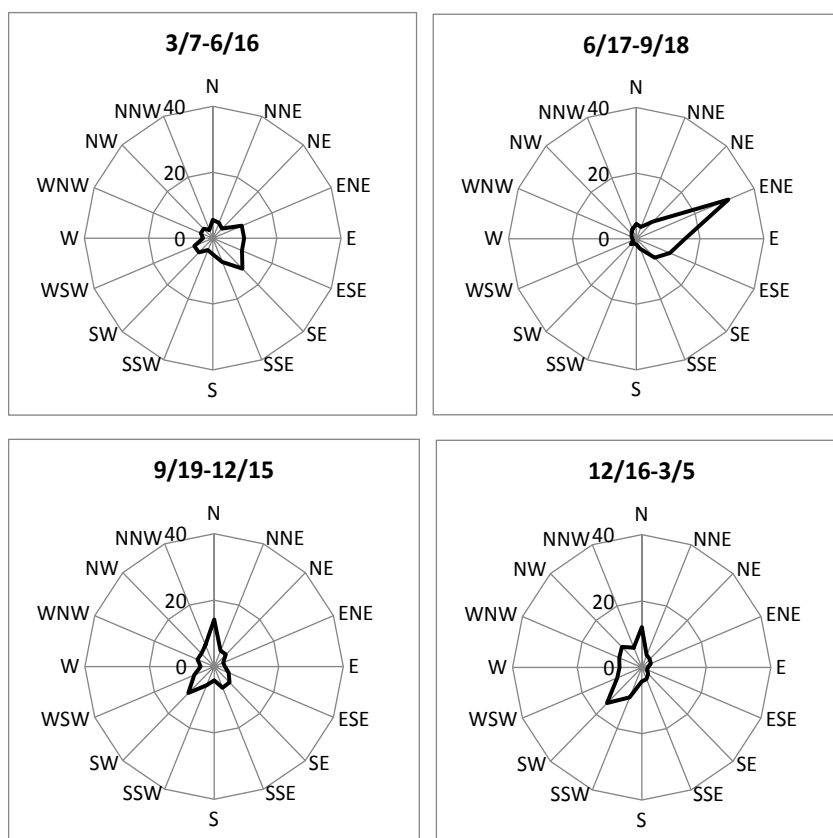 3/7-6/16
N
NNW 40 NNE
NW NE
20
WNW ENE
W 0 E
WSW ESE
SW SE
SSW SSE
S
6/17-9/18
N
NNW 40 NNE
NW NE
20
WNW ENE
W 0 E
WSW ESE
SW SE
SSW SSE
S
9/19-12/15
N
NNW 40 NNE
NW NE
20
WNW ENE
W 0 E
WSW ESE
SW SE
SSW SSE
S
12/16-3/5
N
NNW 40 NNE
NW NE
20
WNW ENE
W 0 E
WSW ESE
SW SE
SSW SSE
S